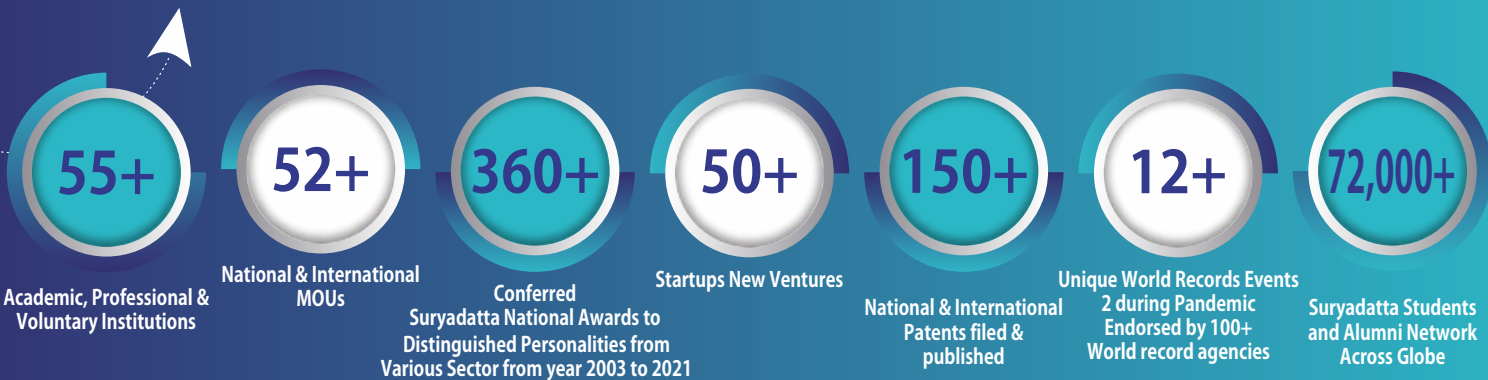 55+
Academic, Professional &
Voluntary Institutions
52+
National & International
MOUs
360+
Conferred
Suryadatta National Awards to
Distinguished Personalities from
Various Sector from year 2003 to 2021
50+
Startups New Ventures
150+
National & International
Patents filed &
published
12+
Unique World Records Events
2 during Pandemic
Endorsed by 100+
World record agencies
72,000+
Suryadatta Students
and Alumni Network
Across Globe